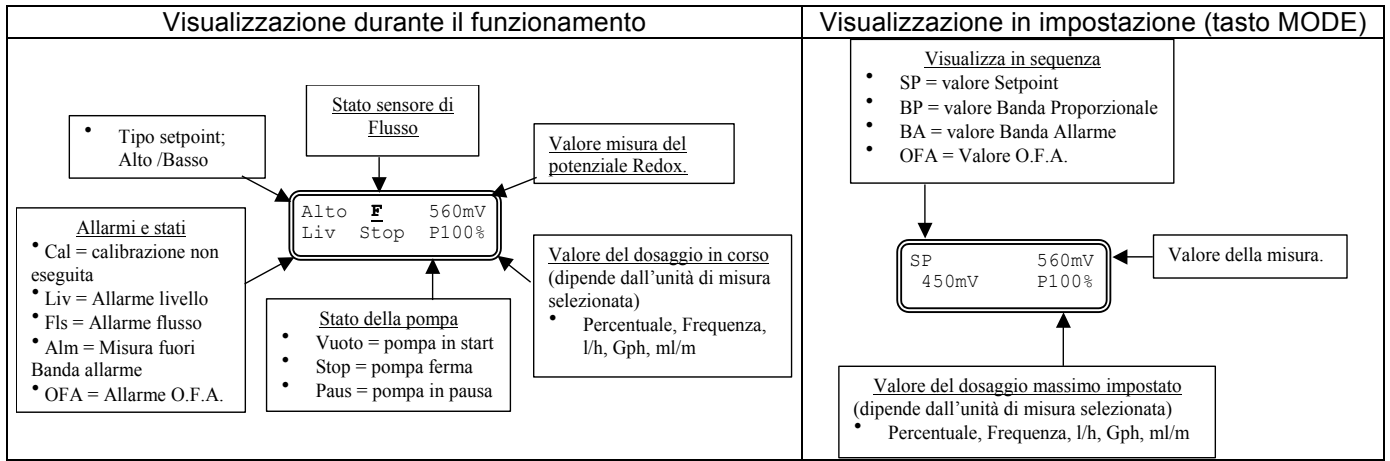 Visualizzazione durante il funzionamento
Visualizzazione in impostazione (tasto MODE)
• Tipo setpoint;
Alto /Basso
Stato sensore di
Flusso
Valore misura del
potenziale Redox.
Alto F 560mV
Liv Stop P100%
Allarmi e stati
• Cal = calibrazione non
eseguita
• Liv = Allarme livello
• Fls = Allarme flusso
• Alm = Misura fuori
Banda allarme
• OFA = Allarme O.F.A.
Stato della pompa
• Vuoto = pompa in start
• Stop = pompa ferma
• Paus = pompa in pausa
Valore del dosaggio in corso
(dipende dall’unità di misura
selezionata)
• Percentuale, Frequenza,
l/h, Gph, ml/m
Visualizza in sequenza
• SP = valore Setpoint
• BP = valore Banda Proporzionale
• BA = valore Banda Allarme
• OFA = Valore O.F.A.
SP 560mV
450mV P100%
Valore della misura.
Valore del dosaggio massimo impostato
(dipende dall’unità di misura selezionata)
• Percentuale, Frequenza, l/h, Gph, ml/m